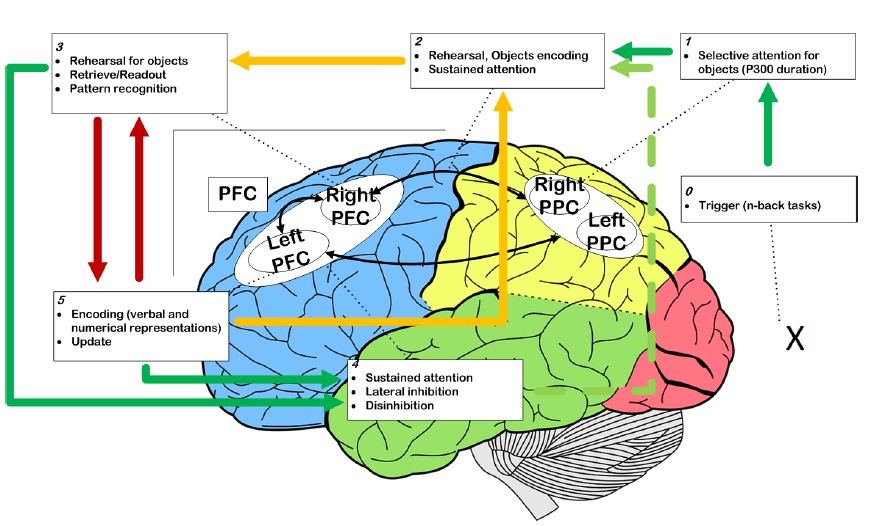 3
• Rehearsal for objects
• Retrieve/Readout
• Pattern recognition
2
• Rehearsal, Objects encoding
• Sustained attention
1
• Selective attention for
objects (P300 duration)
0
• Trigger (n-back tasks)
PFC
Right
PFC
Left
PFC
Right
PPC
Left
PPC
X
5
• Encoding (verbal and
numerical representations)
• Update
4
• Sustained attention
• Lateral inhibition
• Disinhibition